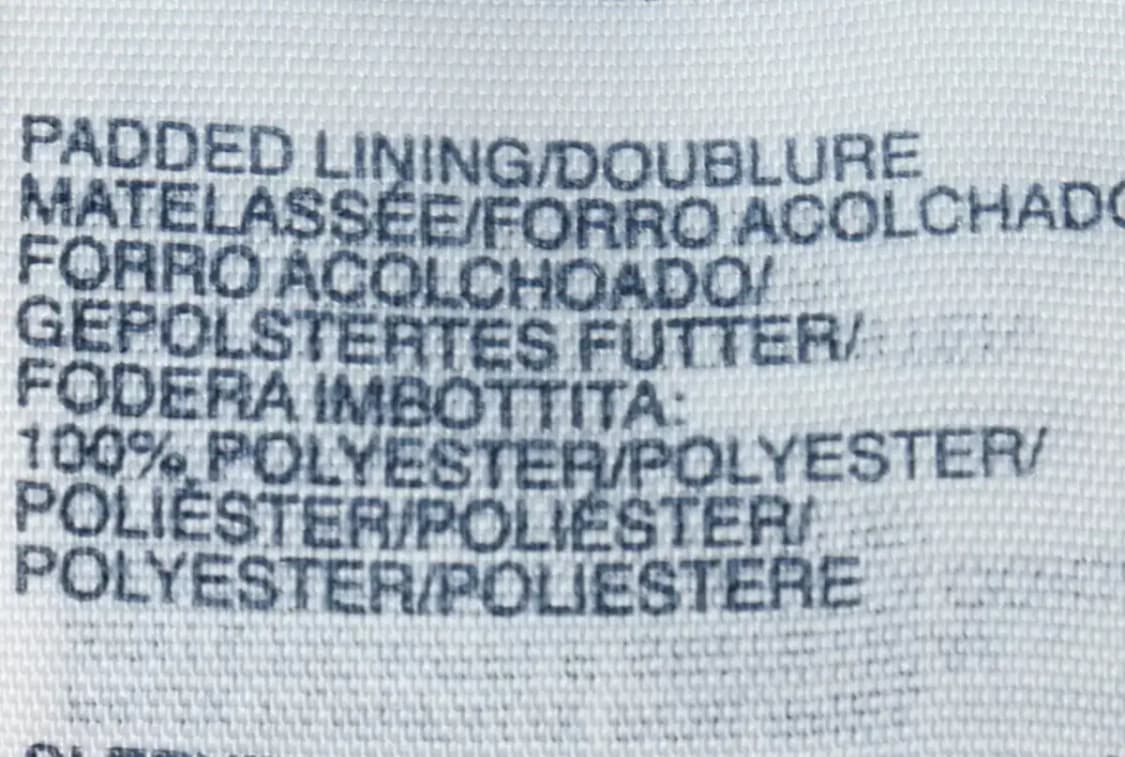 PADDED LINING/DOUBLURE
MATELASSÉE/FORRO ACOLCHADO
FORRO ACOLCHOADO/
GEPOLSTERTES FUTTER/
FODERA IMBOTTITA:
100% POLYESTER/POLYESTER/
POLIÉSTER/POLIÉSTER/
POLYESTER/POLIESTERE